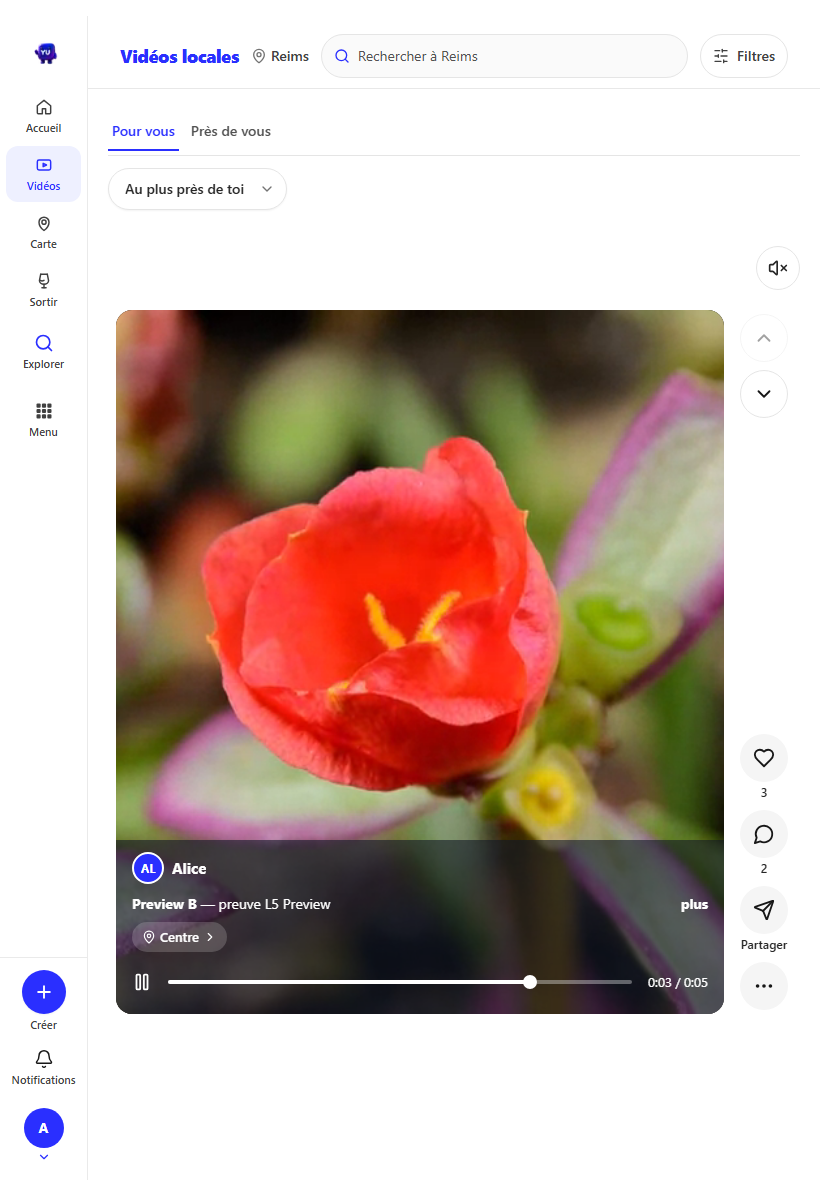 YU
Vidéos locales
Reims
Rechercher à Reims
Filtres
Accueil
Vidéos
Carte
Sortir
Explorer
Menu
Pour vous
Près de vous
Au plus près de toi
3
2
Partager
AL
Alice
Preview B — preuve L5 Preview
plus
Centre
0:03 / 0:05
Créer
Notifications
A